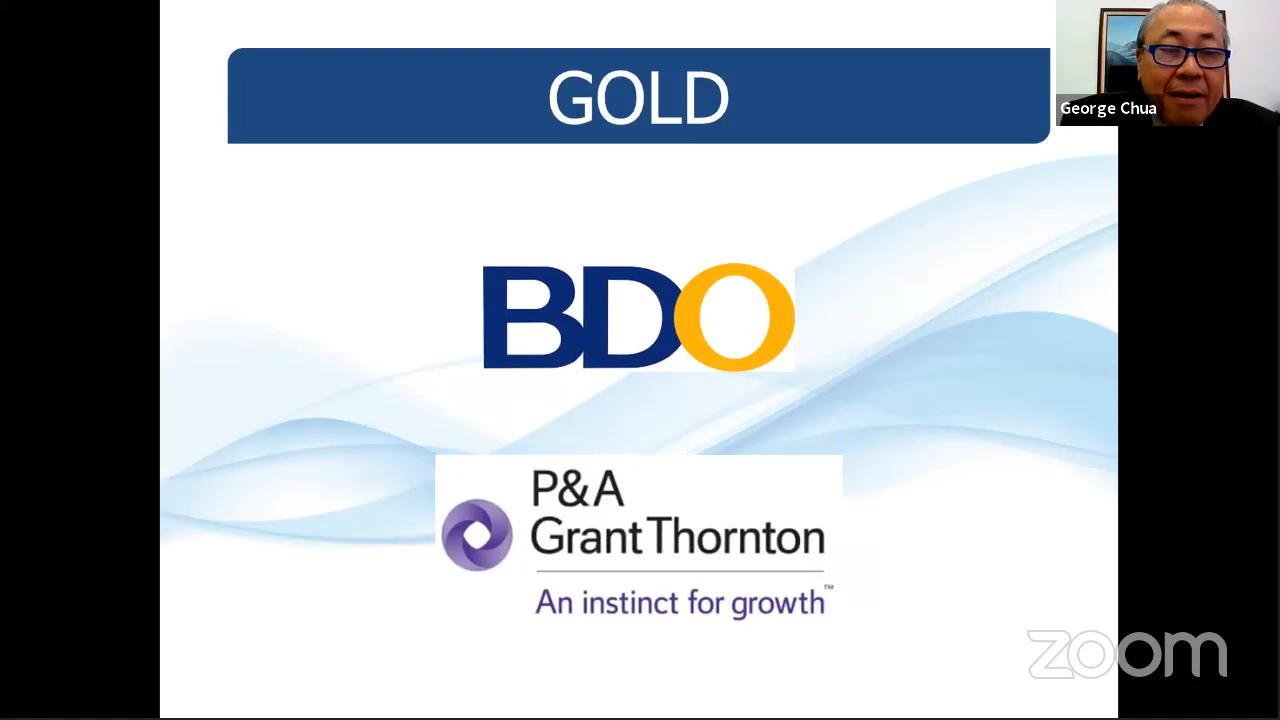 GOLD
George Chua
BDO
P&A
Grant Thornton
An instinct for growth™
zoom